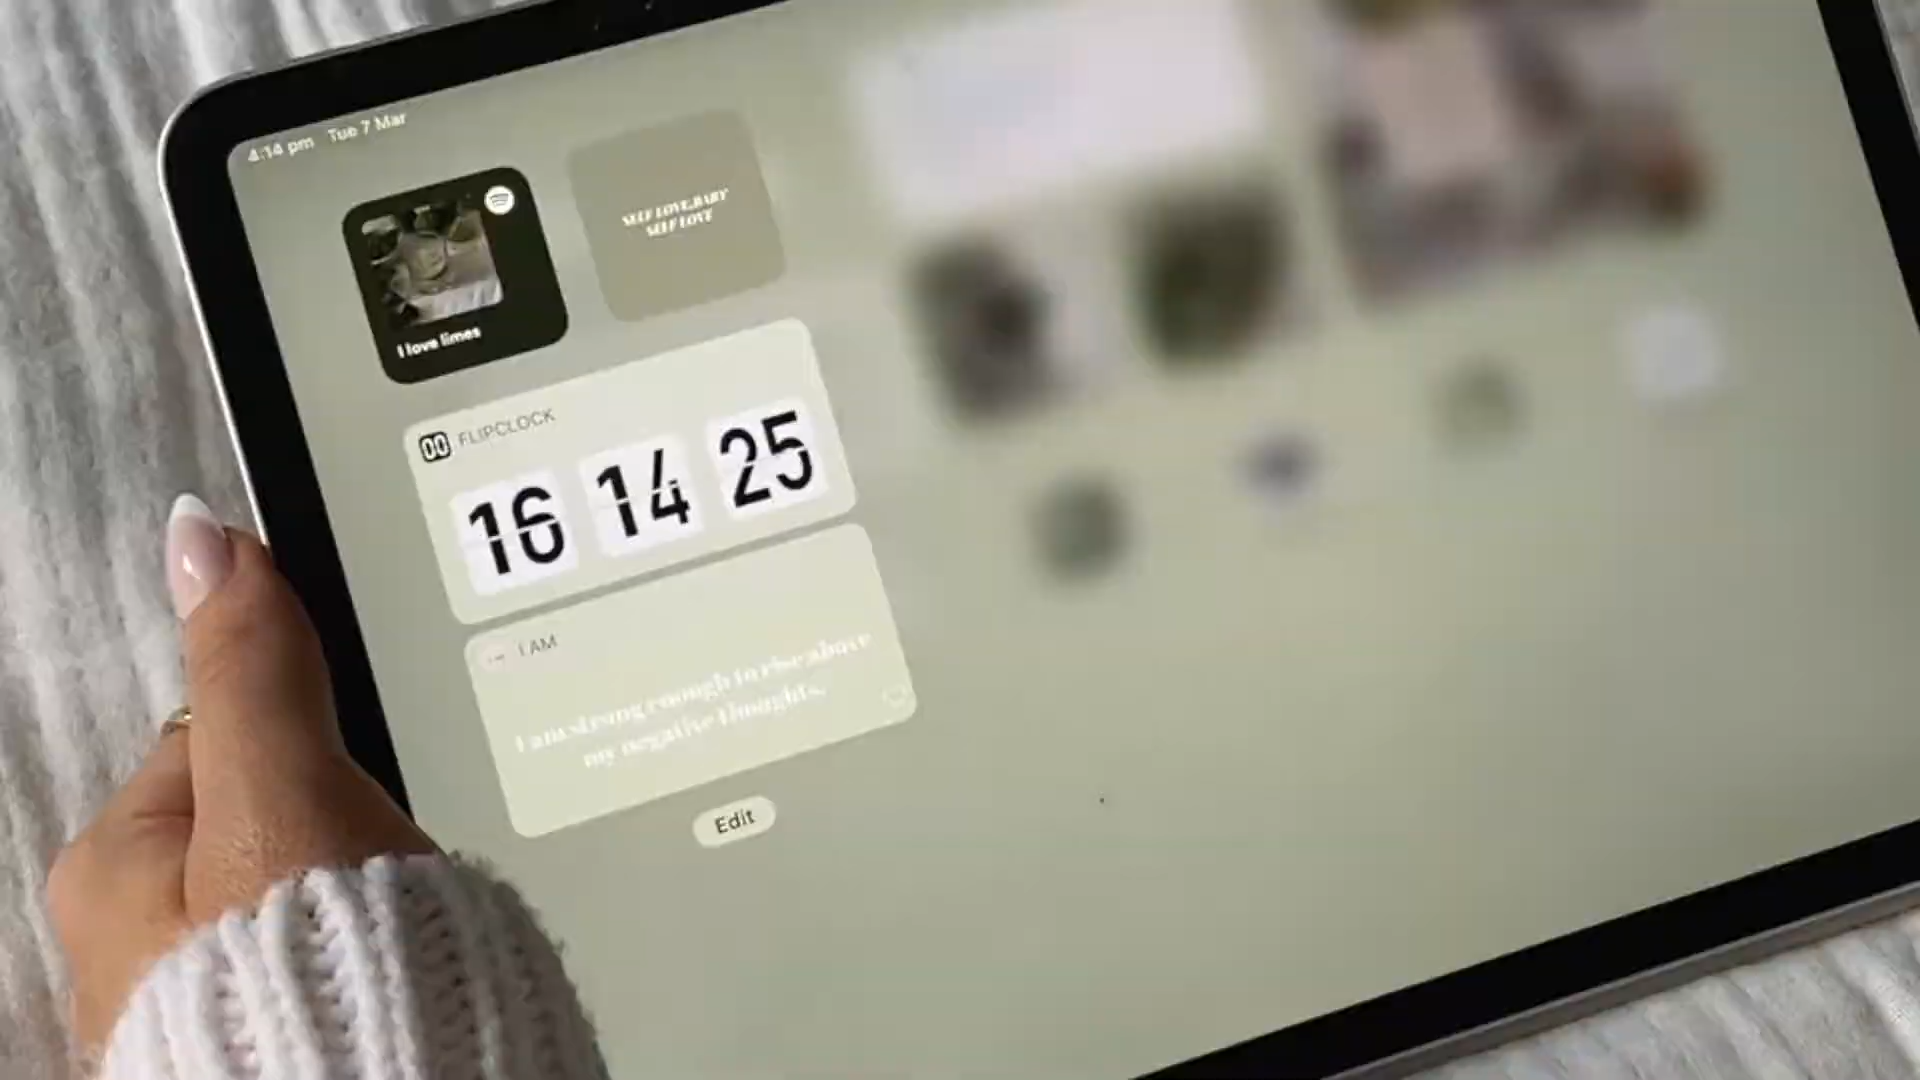 4:14 pm Tue 7 Mar
I love limes
SELF LOVE, BABY
SELF LOVE
00 FLIPCLOCK
16 14 25
I AM
I am strong enough to rise above
my negative thoughts.
Edit